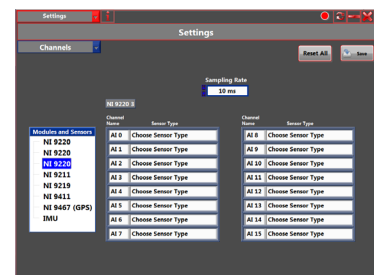 Settings
Settings
Channels
Reset All
Save
Sampling Rate
10 ms
NI 9220 3
Channel Name Sensor Type
Channel Name Sensor Type
Modules and Sensors
NI 9220
NI 9220
NI 9220
NI 9211
NI 9219
NI 9411
NI 9467 (GPS)
IMU
AI 0 Choose Sensor Type
AI 1 Choose Sensor Type
AI 2 Choose Sensor Type
AI 3 Choose Sensor Type
AI 4 Choose Sensor Type
AI 5 Choose Sensor Type
AI 6 Choose Sensor Type
AI 7 Choose Sensor Type
AI 8 Choose Sensor Type
AI 9 Choose Sensor Type
AI 10 Choose Sensor Type
AI 11 Choose Sensor Type
AI 12 Choose Sensor Type
AI 13 Choose Sensor Type
AI 14 Choose Sensor Type
AI 15 Choose Sensor Type